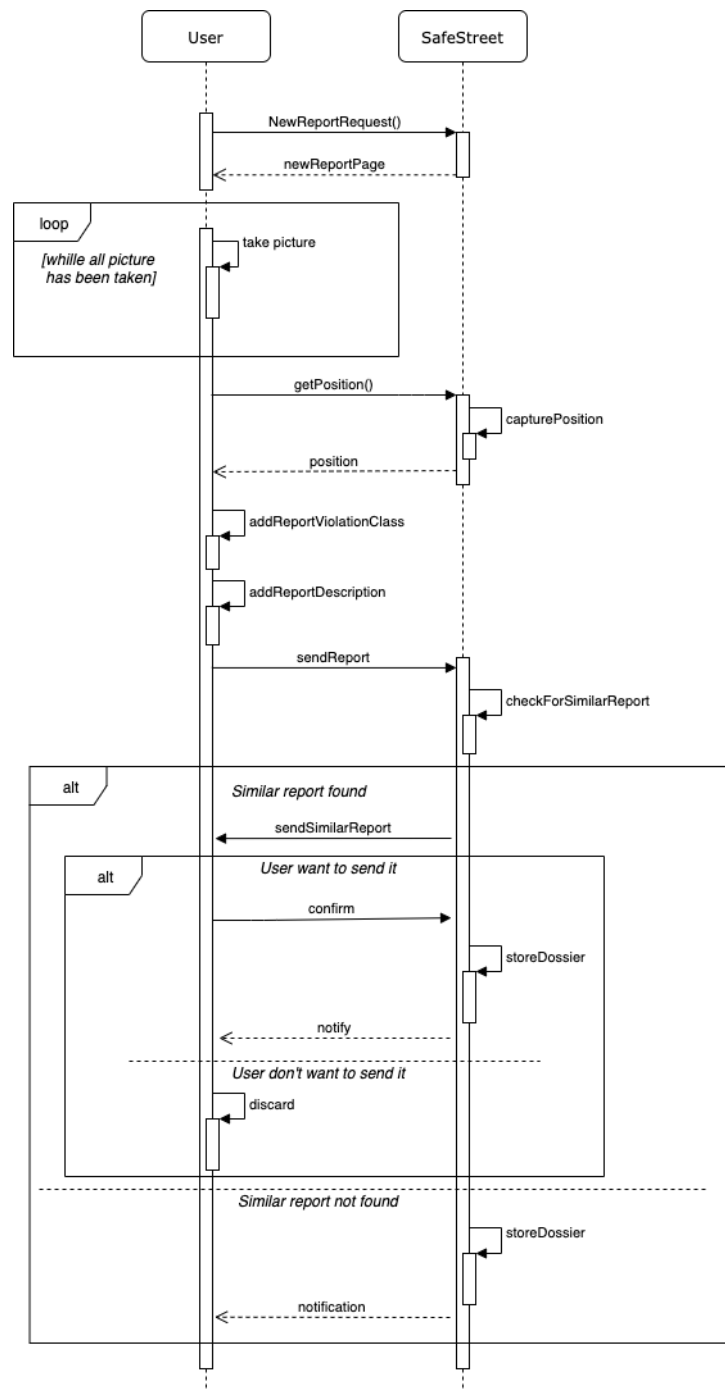 User
SafeStreet
NewReportRequest()
newReportPage
loop
[whille all picture
has been taken]
take picture
getPosition()
capturePosition
position
addReportViolationClass
addReportDescription
sendReport
checkForSimilarReport
alt
Similar report found
sendSimilarReport
alt
User want to send it
confirm
storeDossier
notify
User don't want to send it
discard
Similar report not found
storeDossier
notification